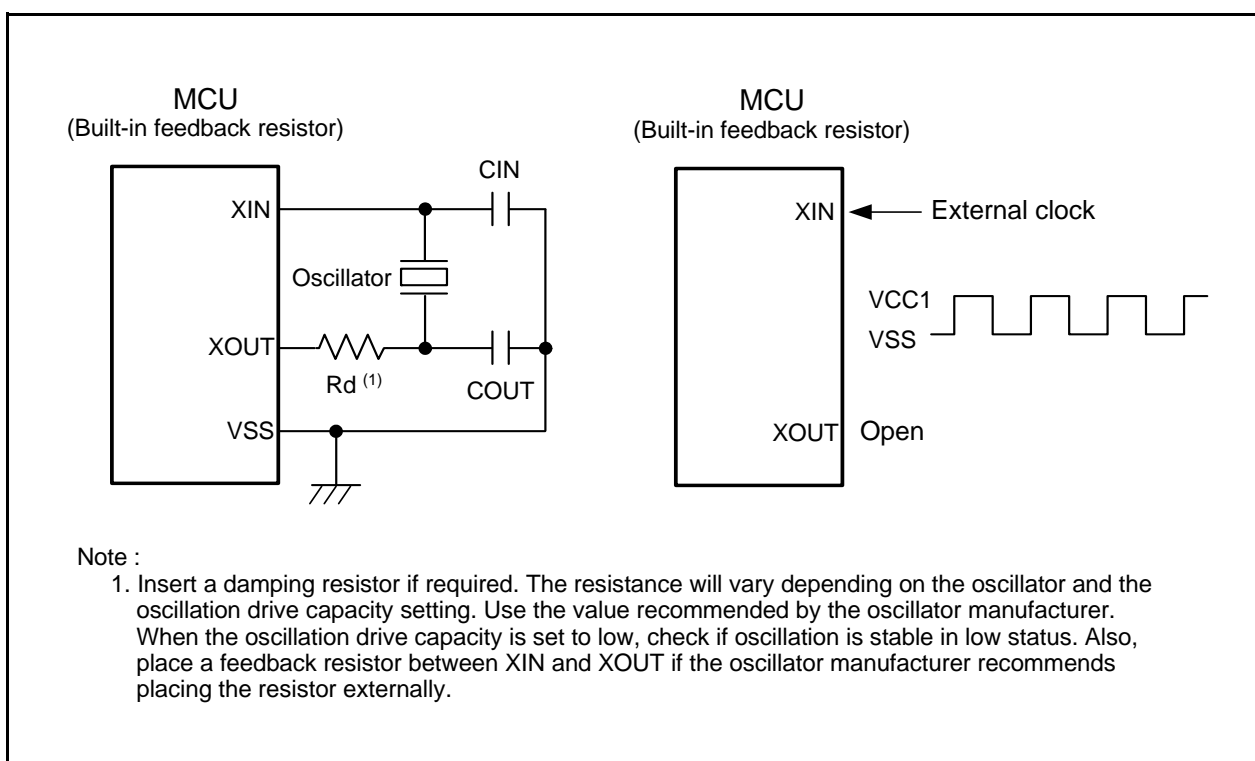 MCU
(Built-in feedback resistor)
CIN
XIN
Oscillator
XOUT
Rd (1)
COUT
VSS
MCU
(Built-in feedback resistor)
XIN
External clock
VCC1
VSS
XOUT
Open
Note :
1. Insert a damping resistor if required. The resistance will vary depending on the oscillator and the
oscillation drive capacity setting. Use the value recommended by the oscillator manufacturer.
When the oscillation drive capacity is set to low, check if oscillation is stable in low status. Also,
place a feedback resistor between XIN and XOUT if the oscillator manufacturer recommends
placing the resistor externally.